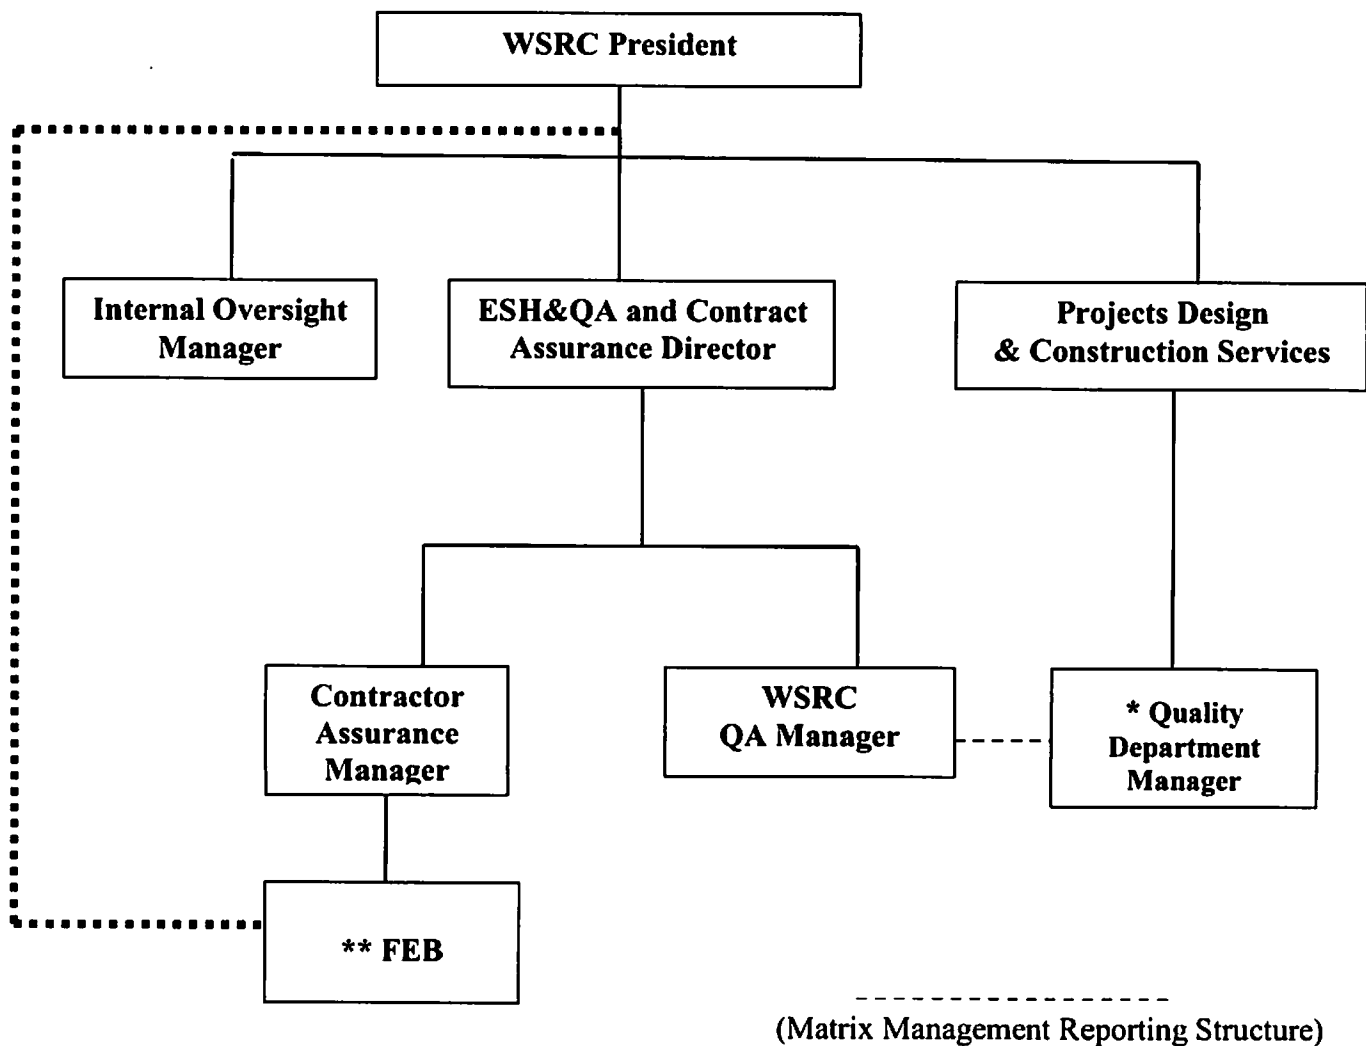 WSRC President
Internal Oversight
Manager
ESH&QA and Contract
Assurance Director
Projects Design
& Construction Services
Contractor
Assurance
Manager
WSRC
QA Manager
* Quality
Department
Manager
** FEB
(Matrix Management Reporting Structure)